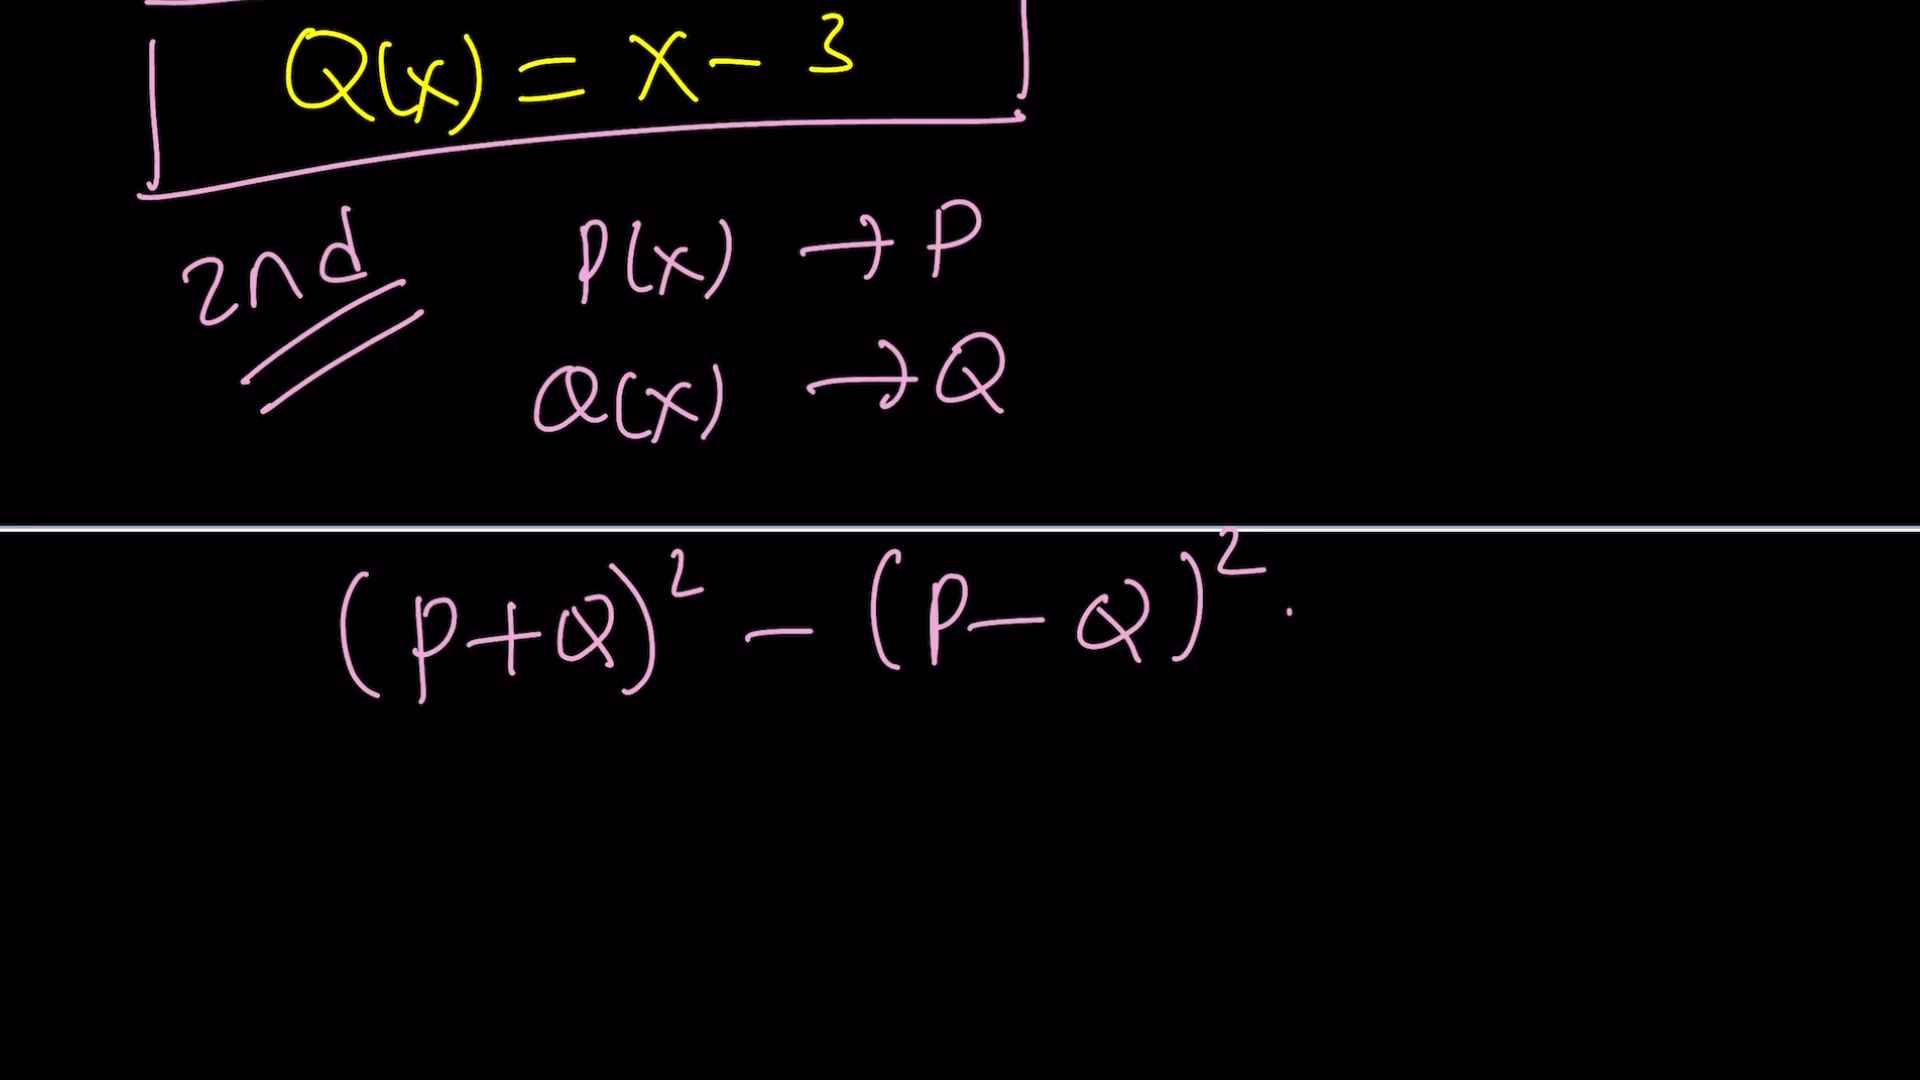 Q(x) = x - 3
2nd P(x) → P
Q(x) → Q
(P+Q)² - (P-Q)² .